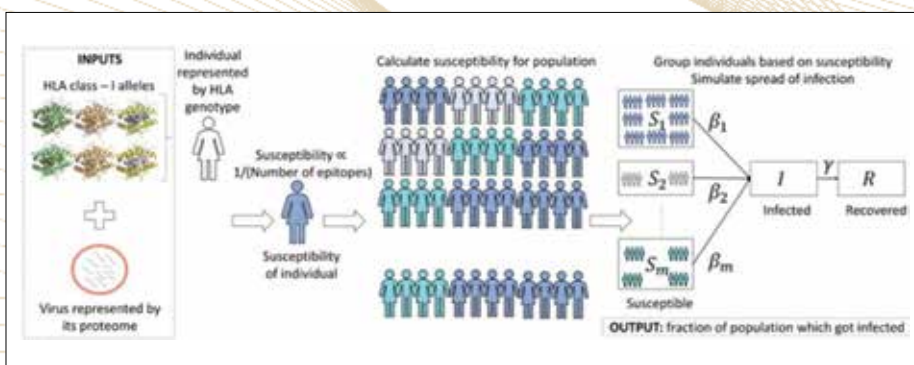 INPUTS
HLA class – I alleles
Virus represented by
its proteome
Individual
represented
by HLA
genotype
Susceptibility ∝
1/(Number of epitopes)
Susceptibility
of individual
Calculate susceptibility for population
Group individuals based on susceptibility
Simulate spread of infection
S₁
β₁
S₂
β₂
Sₘ
βₘ
Susceptible
I
Infected
γ
R
Recovered
OUTPUT: fraction of population which got infected